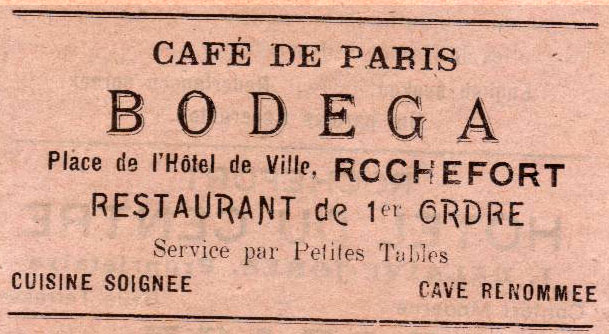 CAFÉ DE PARIS
BODEGA
Place de l'Hôtel de Ville, ROCHEFORT
RESTAURANT de 1er ORDRE
Service par Petites Tables
CUISINE SOIGNEE CAVE RENOMMEE